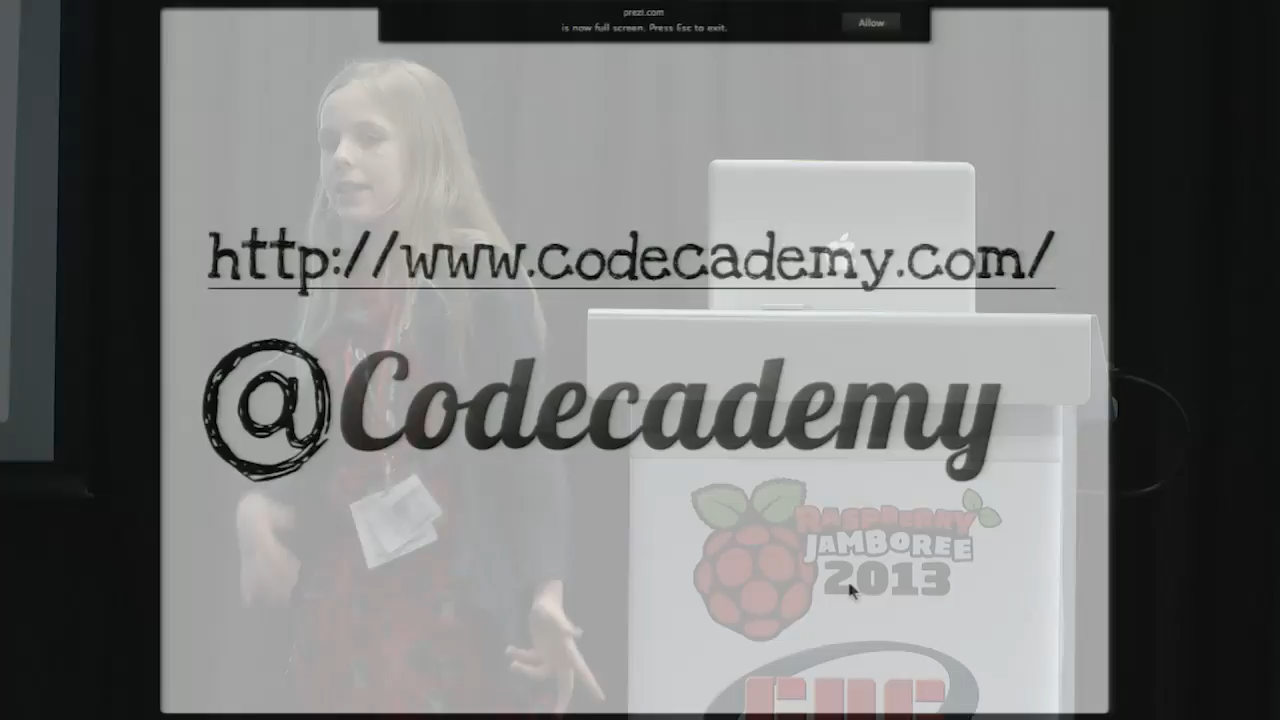 prezi.com
is now full screen. Press Esc to exit.
Allow
http://www.codecademy.com/
@Codecademy
RASPBERRY
JAMBOREE
2013